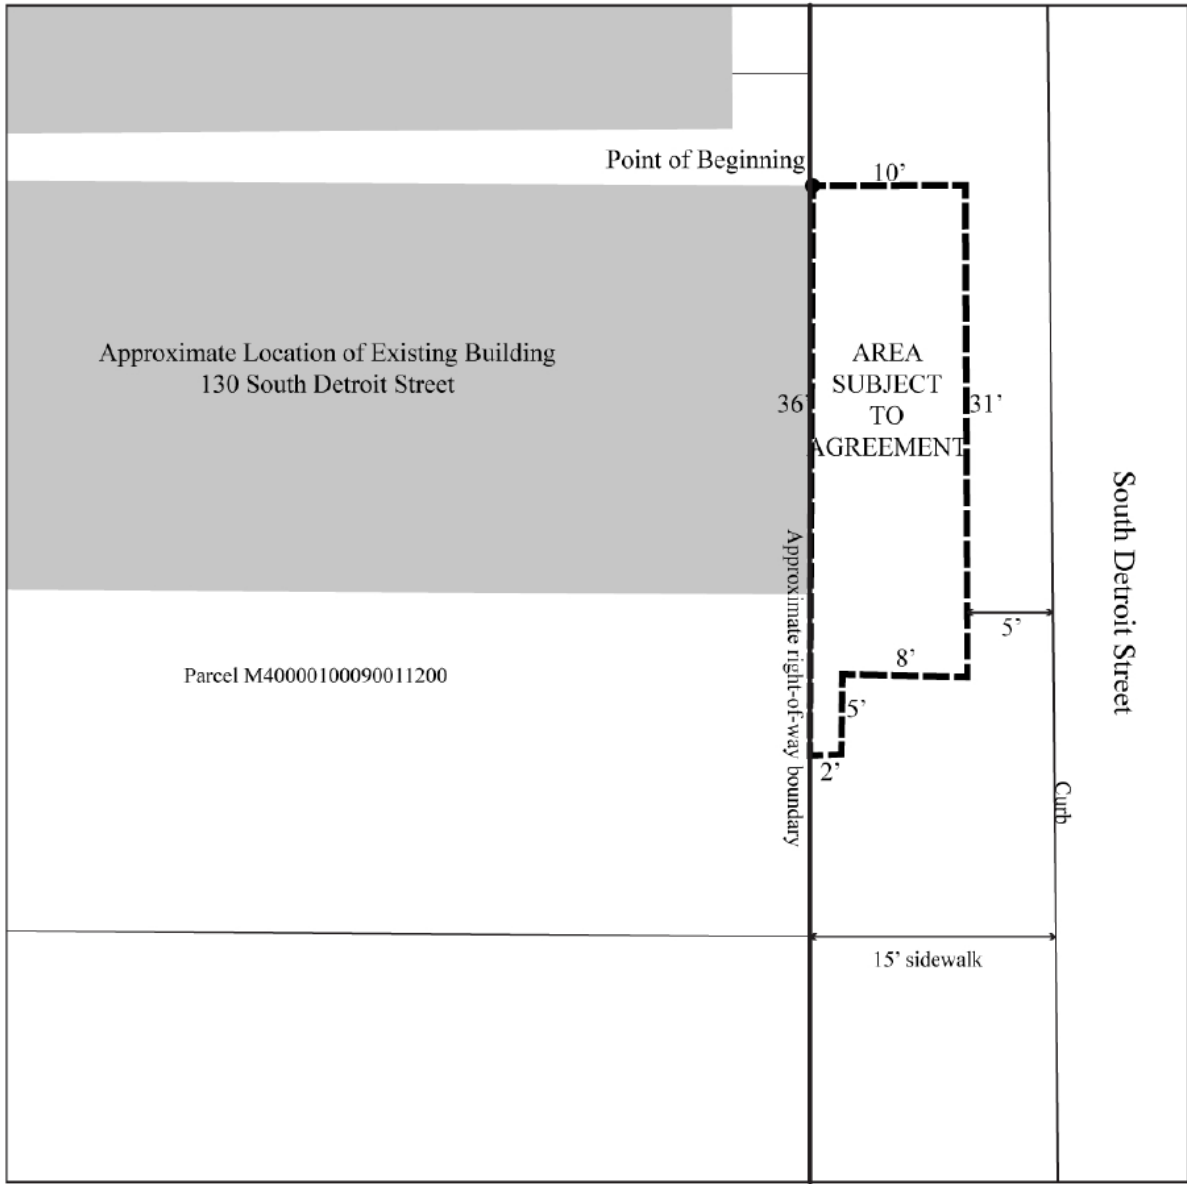 Point of Beginning
10’
Approximate Location of Existing Building
130 South Detroit Street
AREA
SUBJECT
TO
AGREEMENT
36’
31’
South Detroit Street
Approximate right-of-way boundary
5’
8’
Parcel M40000100090011200
5’
2’
Curb
15’ sidewalk